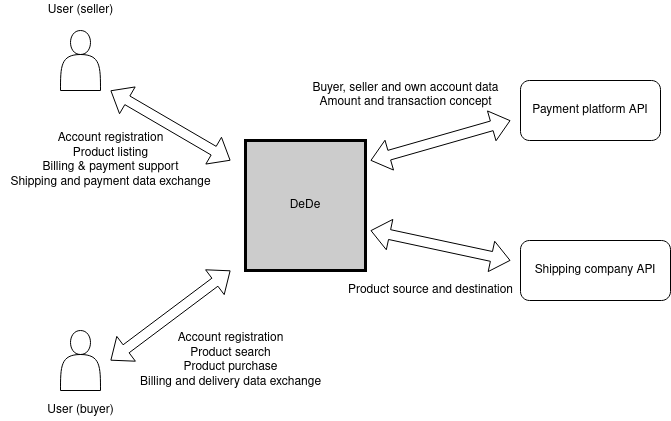 User (seller)
Buyer, seller and own account data
Amount and transaction concept
Payment platform API
Account registration
Product listing
Billing & payment support
Shipping and payment data exchange
DeDe
Shipping company API
Product source and destination
Account registration
Product search
Product purchase
Billing and delivery data exchange
User (buyer)